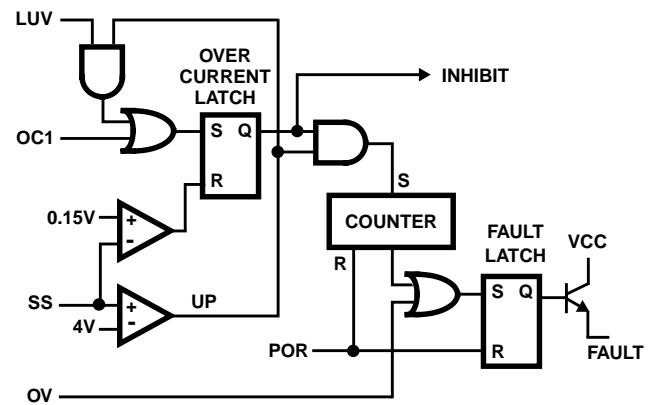 LUV
OVER
CURRENT
LATCH
INHIBIT
OC1
S Q
R
S
0.15V
+
-
COUNTER
FAULT
LATCH
VCC
R
SS
+
-
4V
UP
S Q
POR
R
FAULT
OV